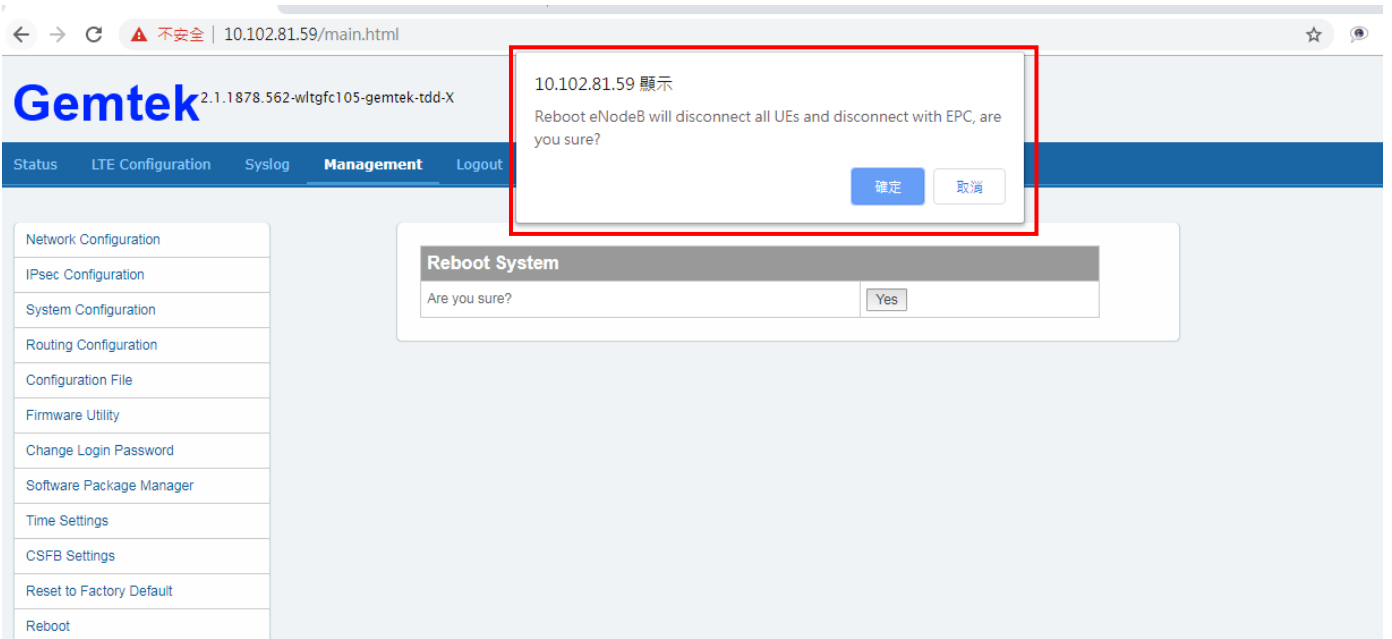 不安全 | 10.102.81.59/main.html
10.102.81.59 顯示
Reboot eNodeB will disconnect all UEs and disconnect with EPC, are
you sure?
確定 取消
Gemtek 2.1.1878.562-wltgfc105-gemtek-tdd-X
Status LTE Configuration Syslog Management Logout
Network Configuration
IPsec Configuration
System Configuration
Routing Configuration
Configuration File
Firmware Utility
Change Login Password
Software Package Manager
Time Settings
CSFB Settings
Reset to Factory Default
Reboot
Reboot System
Are you sure? Yes